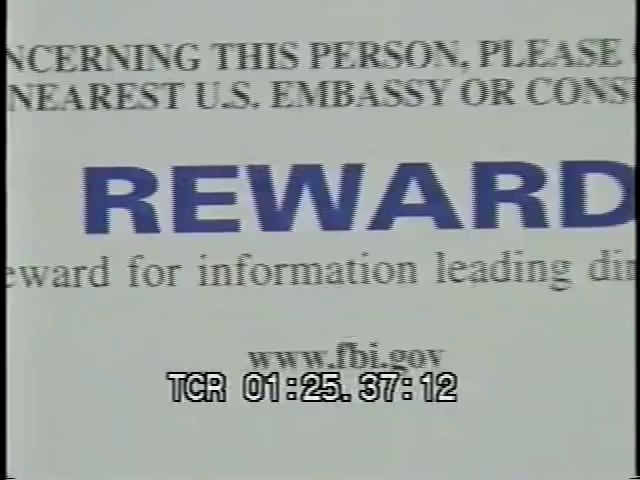 NCERNING THIS PERSON, PLEASE
NEAREST U.S. EMBASSY OR CONS
REWARD
eward for information leading dir
www.fbi.gov
TCR 01:25.37:12